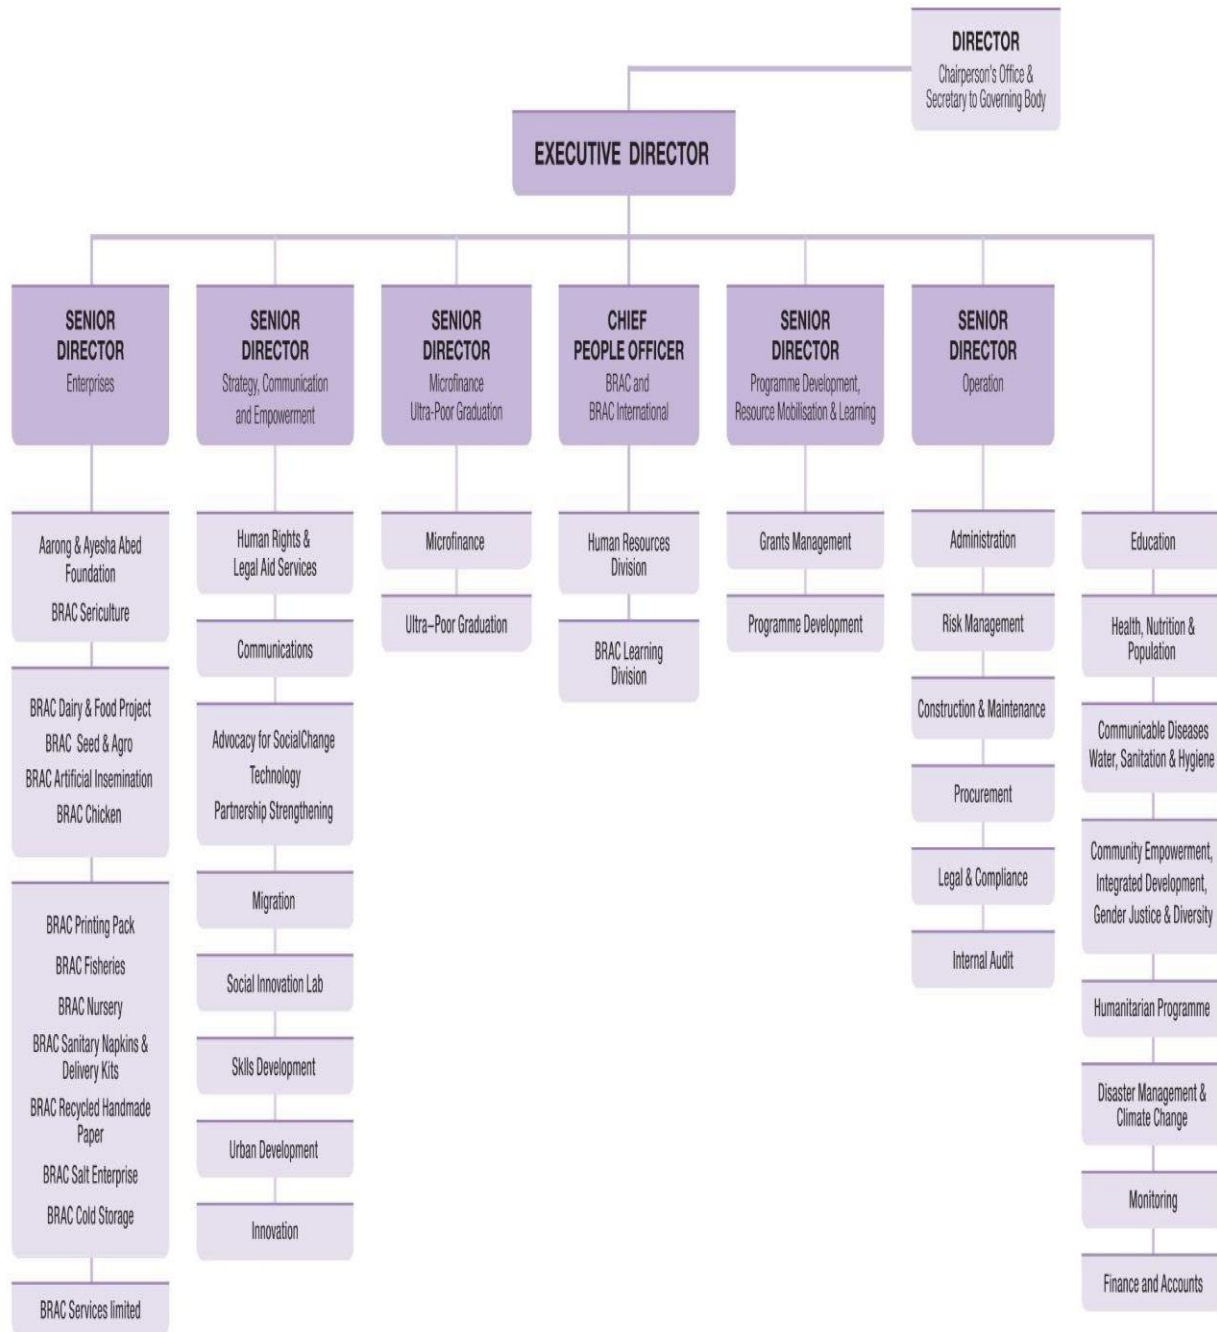 DIRECTOR
Chairperson's Office &
Secretary to Governing Body
EXECUTIVE DIRECTOR
SENIOR
DIRECTOR
Enterprises
Aarong & Ayesha Abed
Foundation
BRAC Sericulture
BRAC Dairy & Food Project
BRAC Seed & Agro
BRAC Artificial Insemination
BRAC Chicken
BRAC Printing Pack
BRAC Fisheries
BRAC Nursery
BRAC Sanitary Napkins &
Delivery Kits
BRAC Recycled Handmade
Paper
BRAC Salt Enterprise
BRAC Cold Storage
BRAC Services limited
SENIOR
DIRECTOR
Strategy, Communication
and Empowerment
Human Rights &
Legal Aid Services
Communications
Advocacy for SocialChange
Technology
Partnership Strengthening
Migration
Social Innovation Lab
Sklls Development
Urban Development
Innovation
SENIOR
DIRECTOR
Microfinance
Ultra-Poor Graduation
Microfinance
Ultra–Poor Graduation
CHIEF
PEOPLE OFFICER
BRAC and
BRAC International
Human Resources
Division
BRAC Learning
Division
SENIOR
DIRECTOR
Programme Development,
Resource Mobilisation & Learning
Grants Management
Programme Development
SENIOR
DIRECTOR
Operation
Administration
Risk Management
Construction & Maintenance
Procurement
Legal & Compliance
Internal Audit
Education
Health, Nutrition &
Population
Communicable Diseases
Water, Sanitation & Hygiene
Community Empowerment,
Integrated Development,
Gender Justice & Diversity
Humanitarian Programme
Disaster Management &
Climate Change
Monitoring
Finance and Accounts